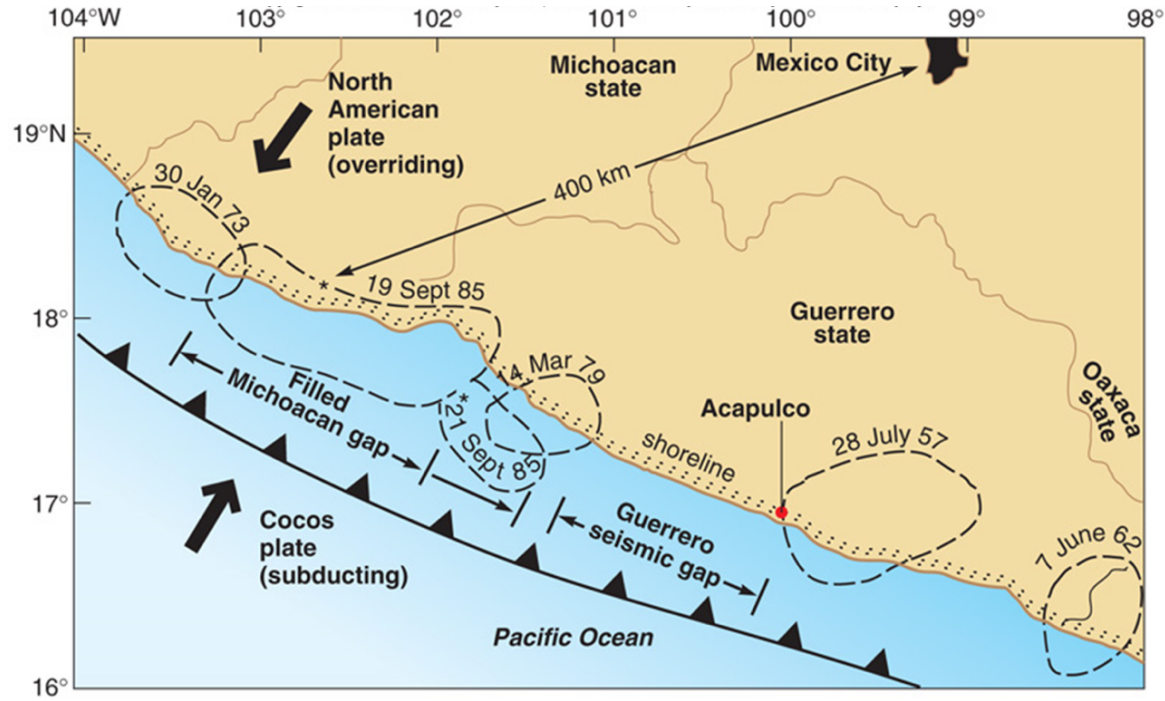 104°W 103° 102° 101° 100° 99° 98°
North
American
plate
(overriding)
Michoacan
state
Mexico City
19°N
400 km
30 Jan 73
19 Sept 85
18°
Guerrero
state
Oaxaca
state
4 Mar 79
Filled
Michoacan gap
*21 Sept 85
*
Acapulco
shoreline
28 July 57
17°
Cocos
plate
(subducting)
Guerrero
seismic gap
7 June 62
Pacific Ocean
16°